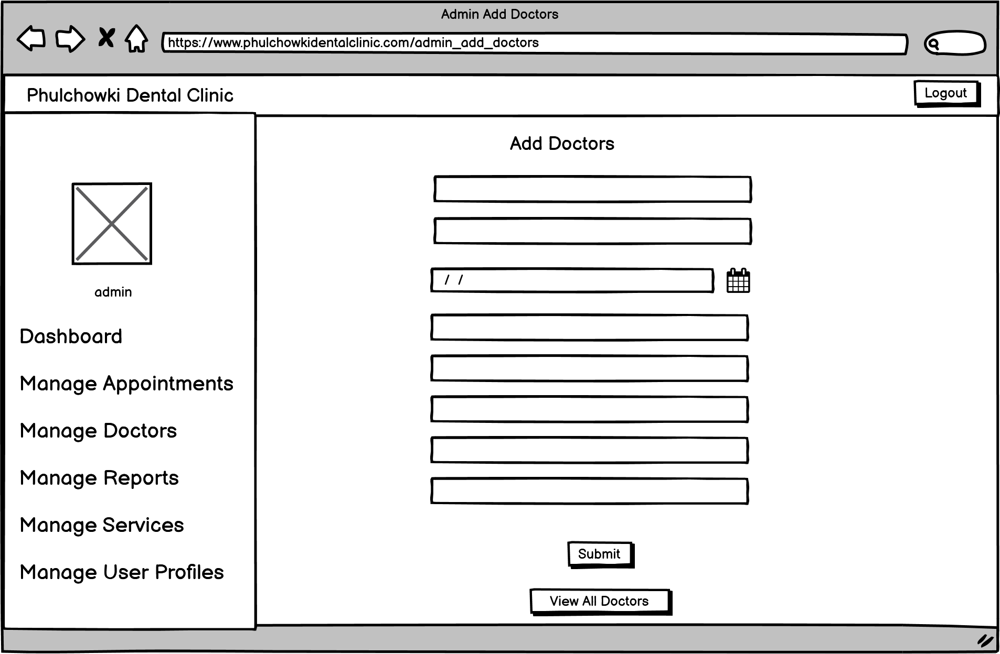 Admin Add Doctors
https://www.phulchowkidentalclinic.com/admin_add_doctors
Phulchowki Dental Clinic
Logout
Add Doctors
/ /
admin
Dashboard
Manage Appointments
Manage Doctors
Manage Reports
Manage Services
Manage User Profiles
Submit
View All Doctors